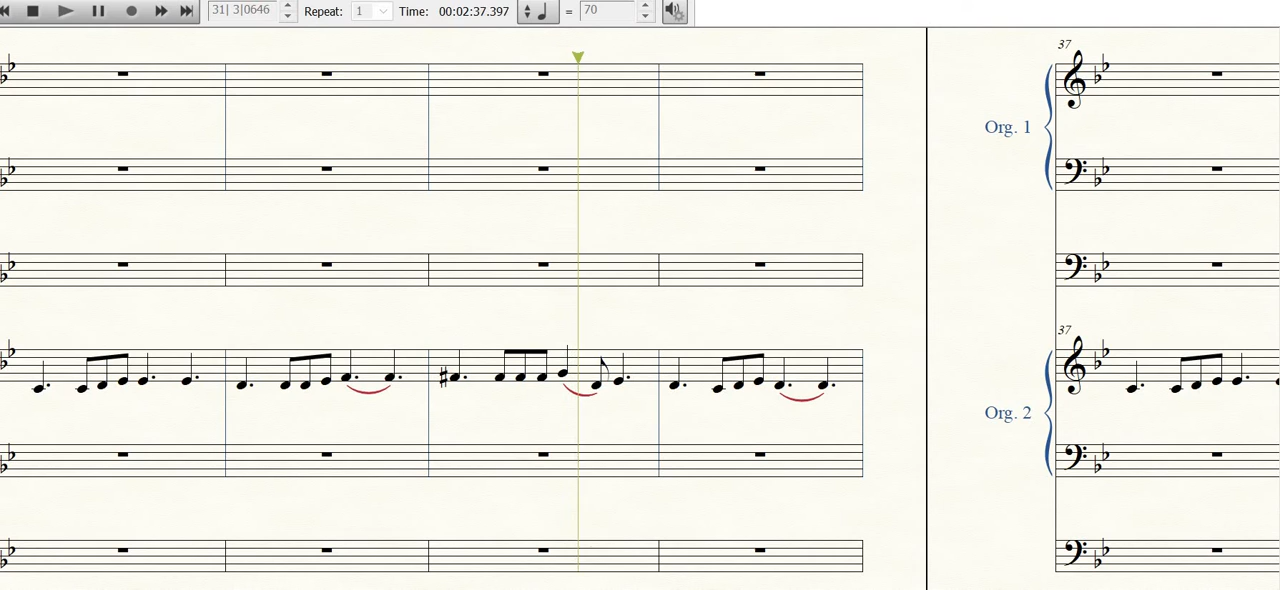 31| 3|0646 Repeat: 1 Time: 00:02:37.397 = 70
37
Org. 1
37
Org. 2